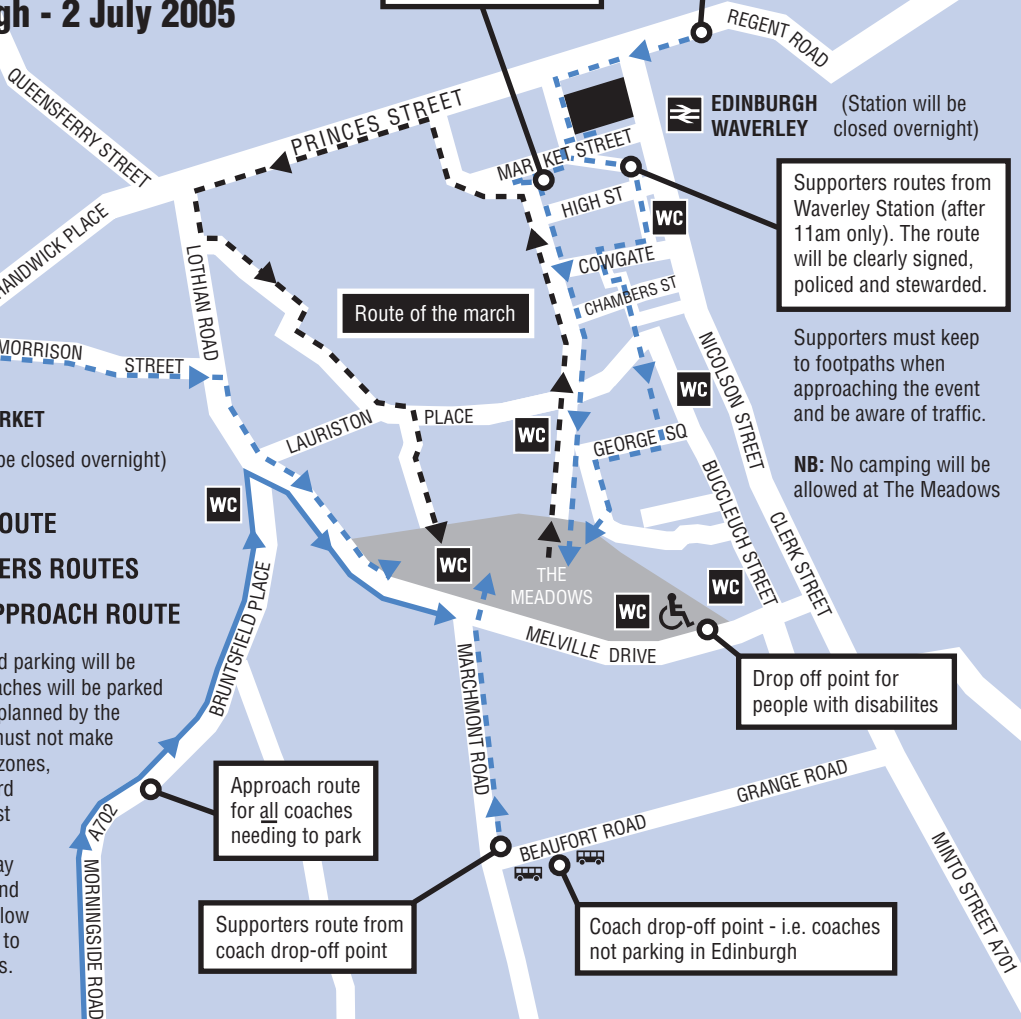 gh - 2 July 2005
REGENT ROAD
QUEENSFERRY STREET
PRINCES STREET
EDINBURGH
WAVERLEY
(Station will be
closed overnight)
MARKET STREET
HIGH ST
WC
Supporters routes from
Waverley Station (after
11am only). The route
will be clearly signed,
policed and stewarded.
HANDWICK PLACE
LOTHIAN ROAD
COWGATE
CHAMBERS ST
Route of the march
MORRISON STREET
NICOLSON STREET
Supporters must keep
to footpaths when
approaching the event
and be aware of traffic.
WC
RKET
be closed overnight)
LAURISTON PLACE
WC
GEORGE SQ
NB: No camping will be
allowed at The Meadows
WC
BUCCLEUCH STREET
CLERK STREET
OUTE
ERS ROUTES
PPROACH ROUTE
WC
THE
MEADOWS
WC
WC
BRUNTSFIELD PLACE
MELVILLE DRIVE
MARCHMONT ROAD
Drop off point for
people with disabilites
d parking will be
aches will be parked
planned by the
must not make
zones,
rd
st
ay
nd
low
to
s.
Approach route
for all coaches
needing to park
A702
MORNINGSIDE ROAD
GRANGE ROAD
BEAUFORT ROAD
MINTO STREET A701
Supporters route from
coach drop-off point
Coach drop-off point - i.e. coaches
not parking in Edinburgh